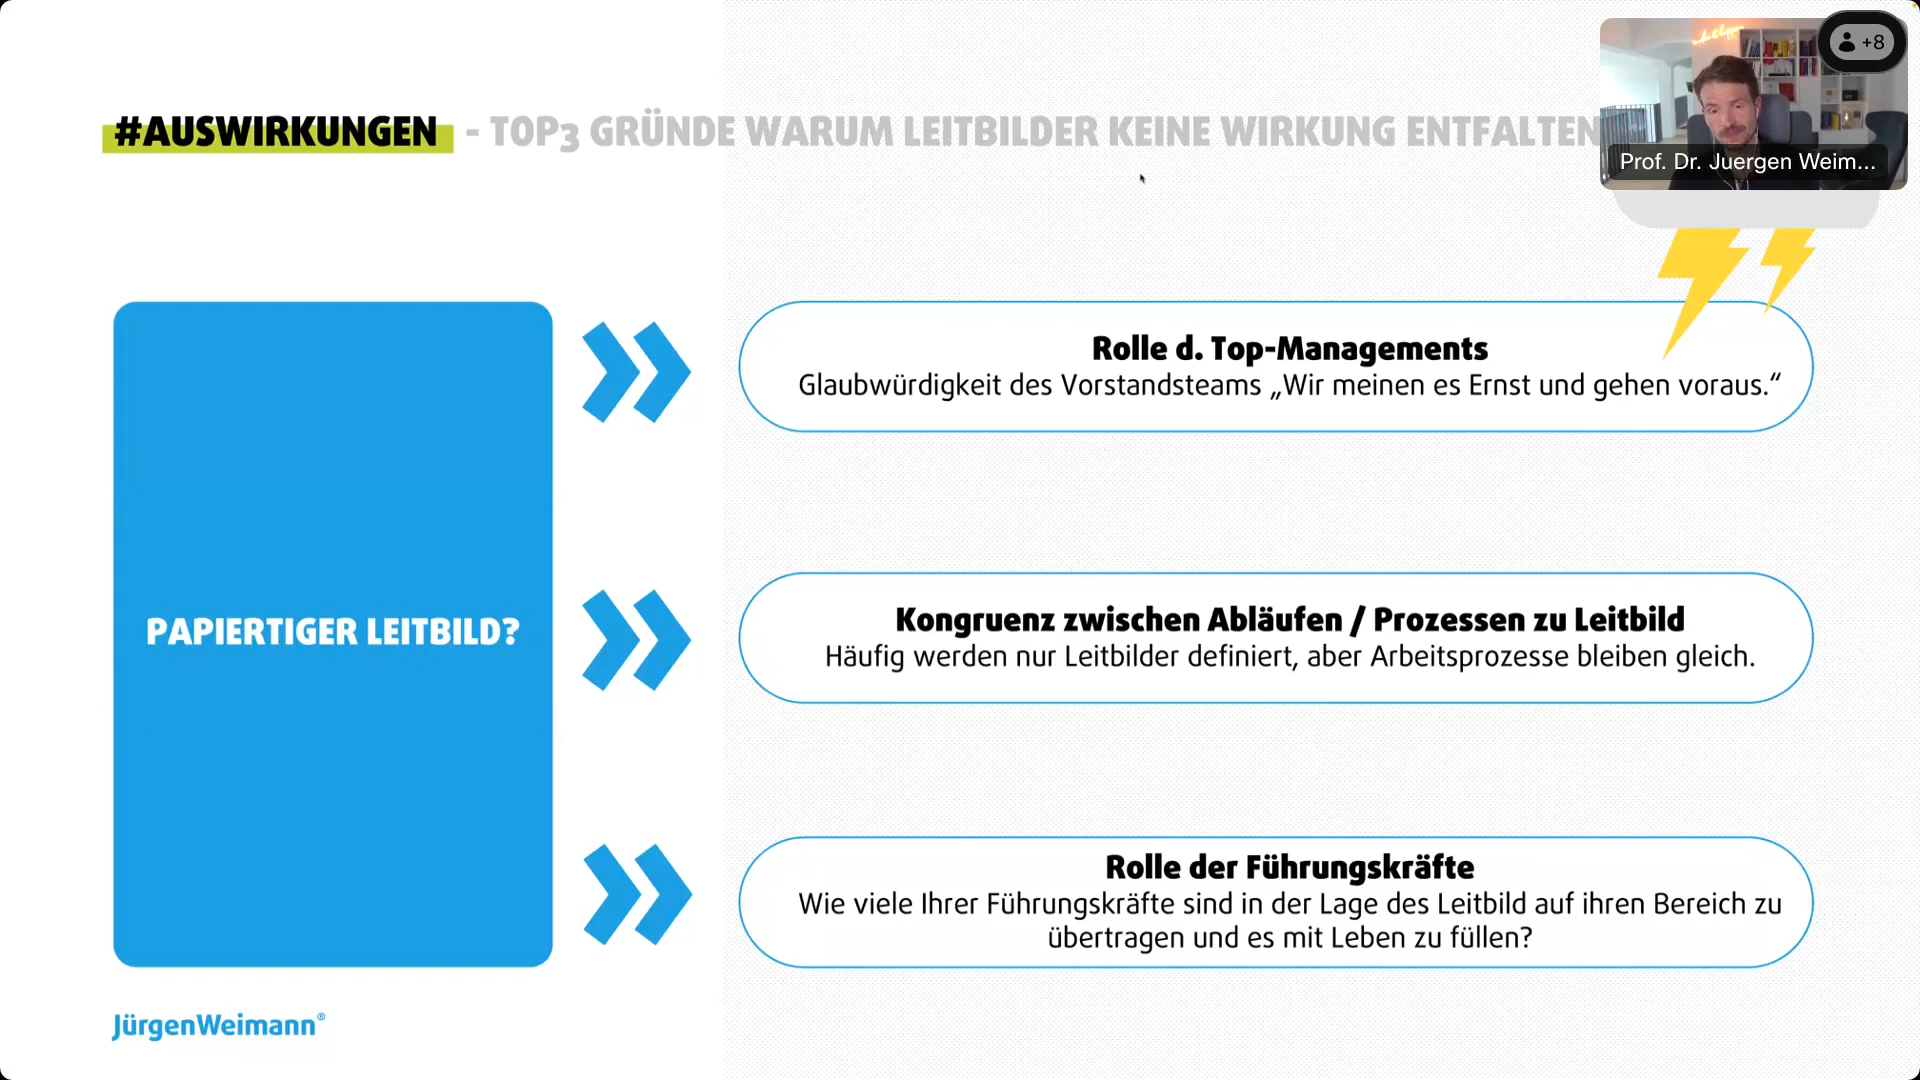 +8
#AUSWIRKUNGEN - TOP3 GRÜNDE WARUM LEITBILDER KEINE WIRKUNG ENTFALTEN
Prof. Dr. Juergen Weim...
Rolle d. Top-Managements
Glaubwürdigkeit des Vorstandsteams „Wir meinen es Ernst und gehen voraus.“
PAPIERTIGER LEITBILD?
Kongruenz zwischen Abläufen / Prozessen zu Leitbild
Häufig werden nur Leitbilder definiert, aber Arbeitsprozesse bleiben gleich.
Rolle der Führungskräfte
Wie viele Ihrer Führungskräfte sind in der Lage des Leitbild auf ihren Bereich zu
übertragen und es mit Leben zu füllen?
JürgenWeimann®